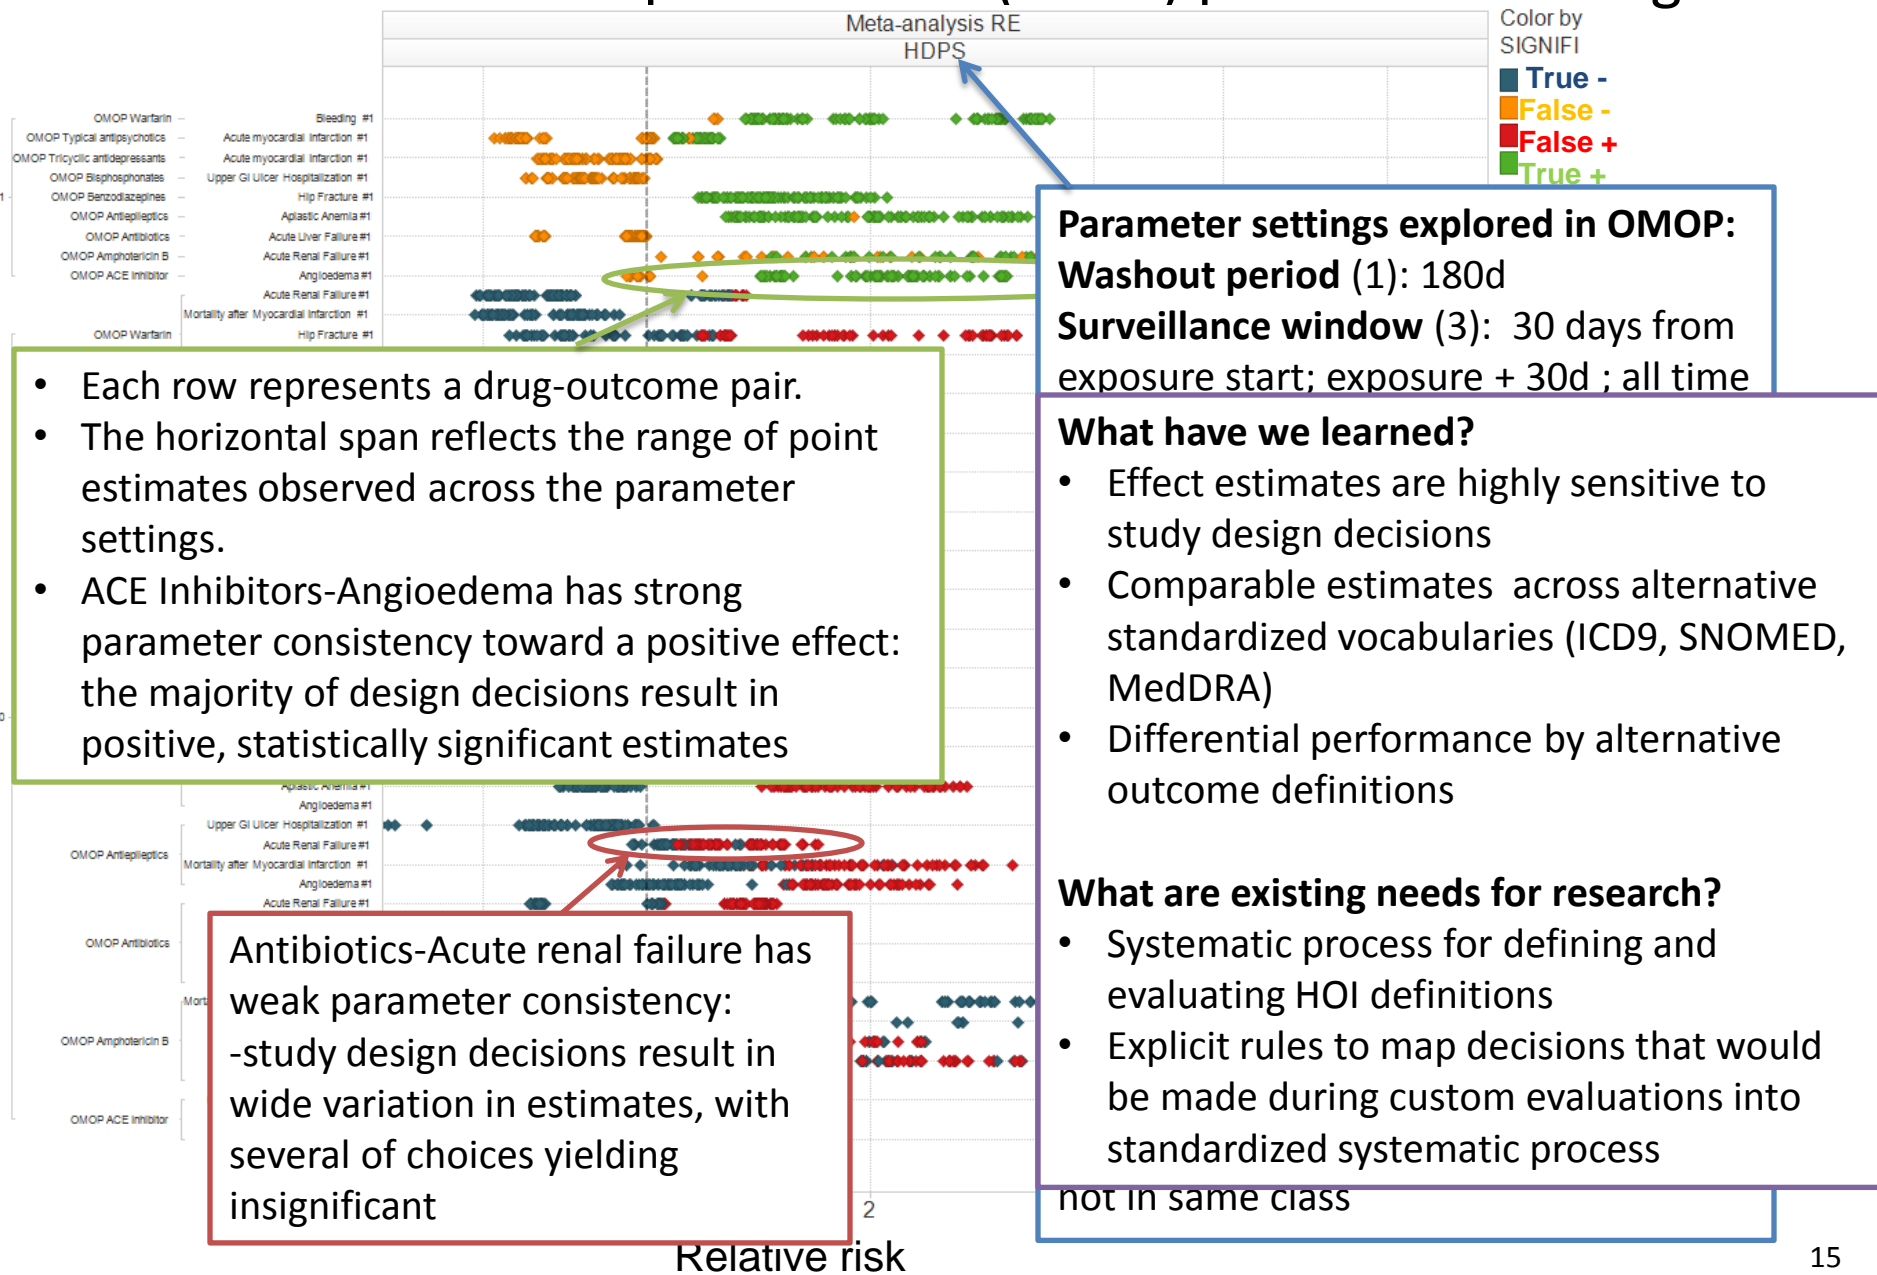 Meta-analysis RE
HDPS
Color by
SIGNIFI
True -
False -
False +
True +
OMOP Warfarin
Bleeding #1
OMOP Typical antipsychotics
Acute myocardial Infarction #1
OMOP Tricyclic antidepressants
Acute myocardial Infarction #1
OMOP Bisphosphonates
Upper GI Ulcer Hospitalization #1
1
OMOP Benzodiazepines
Hip Fracture #1
OMOP Antiepileptics
Aplastic Anemia #1
OMOP Antibiotics
Acute Liver Failure #1
OMOP Amphotericin B
Acute Renal Failure #1
OMOP ACE Inhibitor
Angioedema #1
Acute Renal Failure #1
Mortality after Myocardial Infarction #1
OMOP Warfarin
Hip Fracture #1
Parameter settings explored in OMOP:
Washout period (1): 180d
Surveillance window (3): 30 days from
exposure start; exposure + 30d ; all time
• Each row represents a drug-outcome pair.
• The horizontal span reflects the range of point
estimates observed across the parameter
settings.
• ACE Inhibitors-Angioedema has strong
parameter consistency toward a positive effect:
the majority of design decisions result in
positive, statistically significant estimates
0
What have we learned?
• Effect estimates are highly sensitive to
study design decisions
• Comparable estimates across alternative
standardized vocabularies (ICD9, SNOMED,
MedDRA)
• Differential performance by alternative
outcome definitions
What are existing needs for research?
• Systematic process for defining and
evaluating HOI definitions
• Explicit rules to map decisions that would
be made during custom evaluations into
standardized systematic process
not in same class
Aplastic Anemia #1
Angioedema #1
Upper GI Ulcer Hospitalization #1
OMOP Antiepileptics
Acute Renal Failure #1
Mortality after Myocardial Infarction #1
Angioedema #1
Acute Renal Failure #1
OMOP Antibiotics
Mort
OMOP Amphotericin B
OMOP ACE Inhibitor
Antibiotics-Acute renal failure has
weak parameter consistency:
-study design decisions result in
wide variation in estimates, with
several of choices yielding
insignificant
2
Relative risk
15